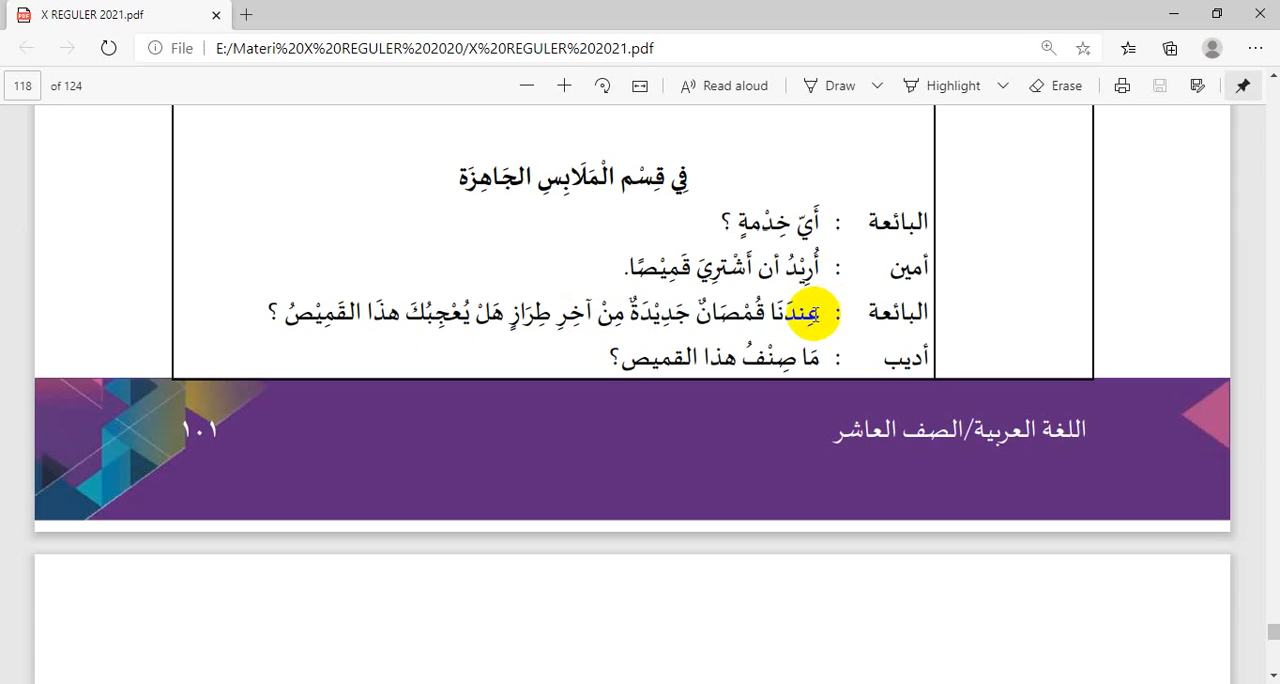 X REGULER 2021.pdf
File E:/Materi%20X%20REGULER%202020/X%20REGULER%202021.pdf
118 of 124 Read aloud Draw Highlight Erase
فِي قِسْم الْمَلَابِسِ الجَاهِزَة
البائعة : أَيّ خِدْمةٍ ؟
أمين : أُرِيْدُ أن أَشْترِيَ قَمِيْصًا.
البائعة : عِندَنَا قُمْصَانٌ جَدِيْدَةٌ مِنْ آخِرِ طِرَازٍ هَلْ يُعْجِبُكَ هذَا القَمِيْصُ ؟
أديب : مَا صِنْفُ هذا القميص؟
اللغة العربية/الصف العاشر ١٠١